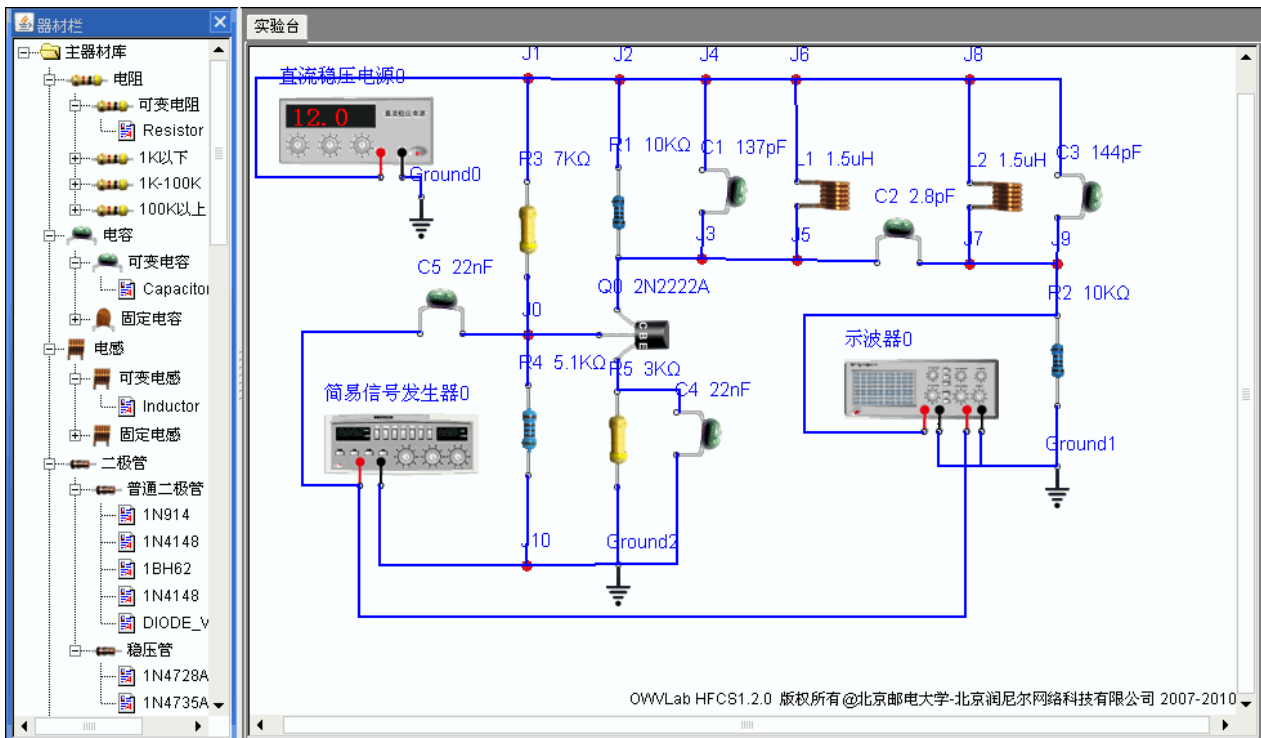 器材栏
主器材库
电阻
可变电阻
Resistor
1K以下
1K-100K
100K以上
电容
可变电容
Capacitor
固定电容
电感
可变电感
Inductor
固定电感
二极管
普通二极管
1N914
1N4148
1BH62
1N4148
DIODE_V
稳压管
1N4728A
1N4735A
实验台
J1
J2
J4
J6
J8
直流稳压电源0
12.0
直流稳压电源
Ground0
R3 7KΩ
R1 10KΩ
C1 137pF
L1 1.5uH
L2 1.5uH
C3 144pF
C2 2.8pF
J3
J5
J7
J9
C5 22nF
Q0 2N2222A
C B E
R2 10KΩ
J0
R4 5.1KΩ
R5 3KΩ
C4 22nF
示波器0
简易信号发生器0
Ground1
J10
Ground2
OWVLab HFCS1.2.0 版权所有@北京邮电大学-北京润尼尔网络科技有限公司 2007-2010